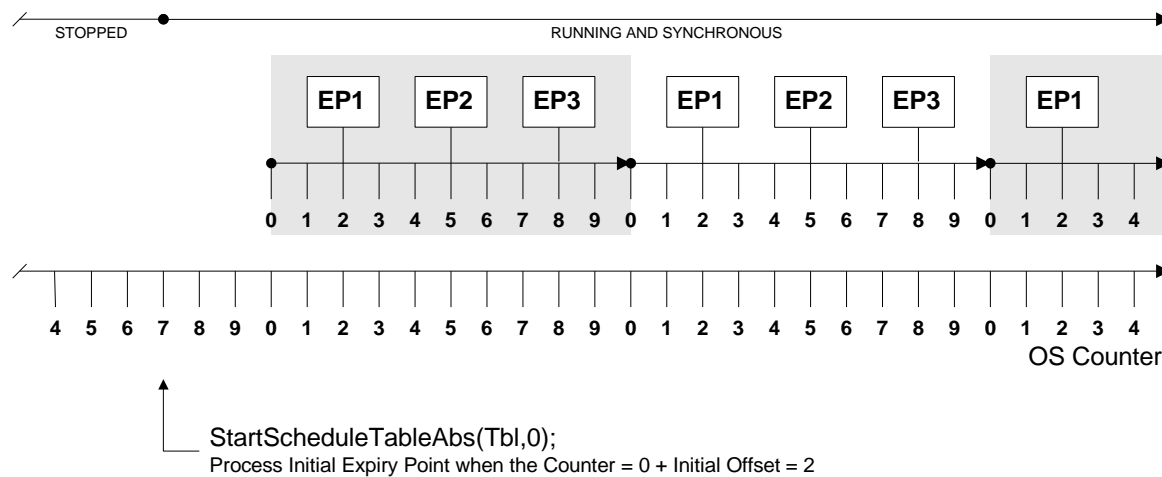 STOPPED RUNNING AND SYNCHRONOUS
EP1 EP2 EP3 EP1 EP2 EP3 EP1
0 1 2 3 4 5 6 7 8 9 0 1 2 3 4 5 6 7 8 9 0 1 2 3 4
4 5 6 7 8 9 0 1 2 3 4 5 6 7 8 9 0 1 2 3 4 5 6 7 8 9 0 1 2 3 4
OS Counter
StartScheduleTableAbs(Tbl,0);
Process Initial Expiry Point when the Counter = 0 + Initial Offset = 2